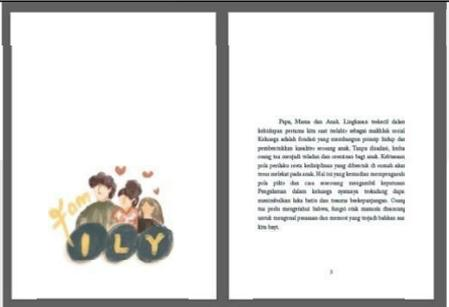 Fam
ILY
Papa, Mama dan Anak. Lingkaran terkecil dalam
kehidupan pertama kita saat terlahir sebagai makhluk sosial
Keluarga adalah fondasi yang membangun prinsip hidup dan
pembentukkan karakter seorang anak. Tanpa disadari, kedua
orang tua menjadi teladan dan cerminan bagi anak. Kebiasaan
pola perilaku serta kedisiplinan yang dibentuk di rumah akan
terus melekat pada anak. Hal ini yang kemudian mempengaruhi
pola pikir dan cara seseorang mengambil keputusan
Pengalaman dalam keluarga nyatanya terkadang dapat
menimbulkan luka batin dan trauma berkepanjangan. Orang
tua perlu mengetahui bahwa, fungsi otak manusia dirancang
untuk mengenal perasaan dan memori yang terjadi bahkan saat
kita bayi.
3